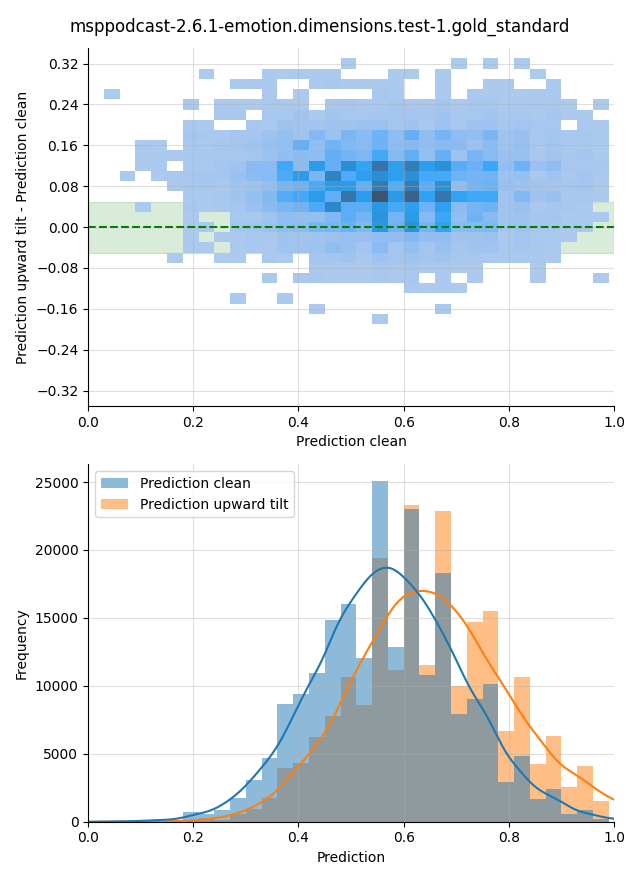 msppodcast-2.6.1-emotion.dimensions.test-1.gold_standard
Prediction upward tilt - Prediction clean
0.32
0.24
0.16
0.08
0.00
−0.08
−0.16
−0.24
−0.32
0.0 0.2 0.4 0.6 0.8 1.0
Prediction clean
Prediction clean
Prediction upward tilt
Frequency
25000
20000
15000
10000
5000
0
0.0 0.2 0.4 0.6 0.8 1.0
Prediction